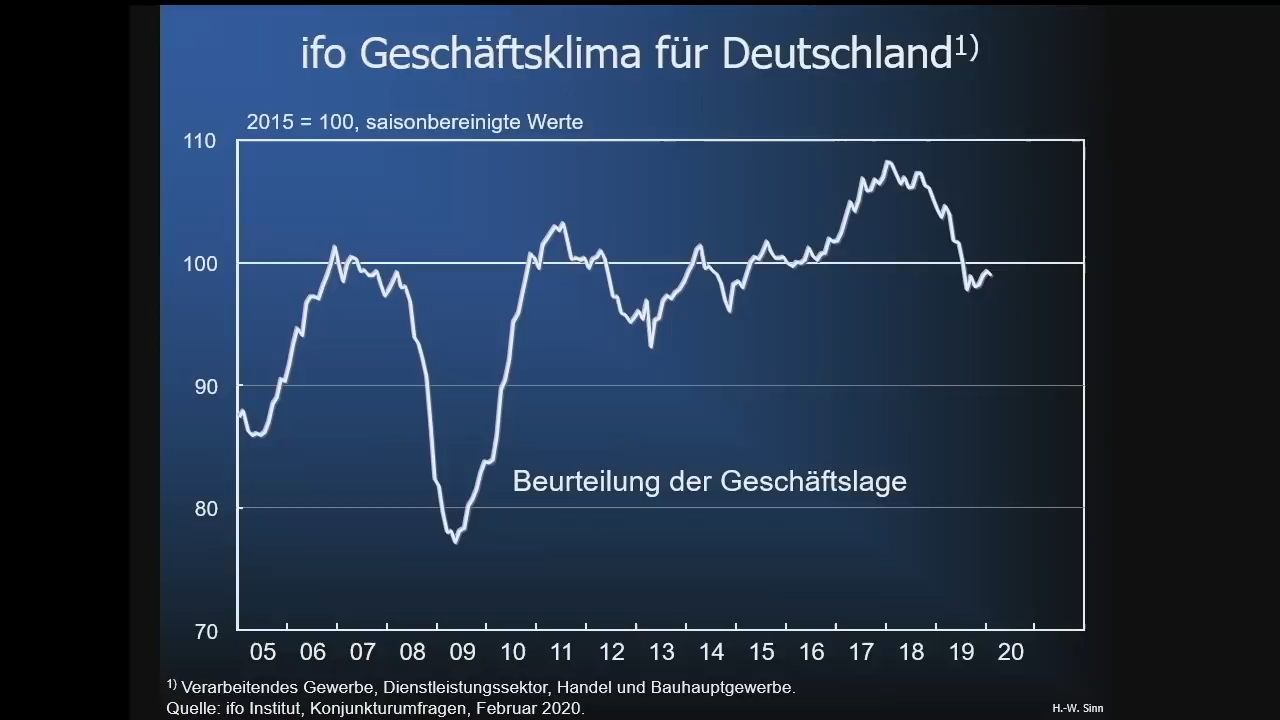 ifo Geschäftsklima für Deutschland¹⁾
2015 = 100, saisonbereinigte Werte
110
100
90
80
70
Beurteilung der Geschäftslage
05 06 07 08 09 10 11 12 13 14 15 16 17 18 19 20
¹⁾ Verarbeitendes Gewerbe, Dienstleistungssektor, Handel und Bauhauptgewerbe.
Quelle: ifo Institut, Konjunkturumfragen, Februar 2020.
H.-W. Sinn